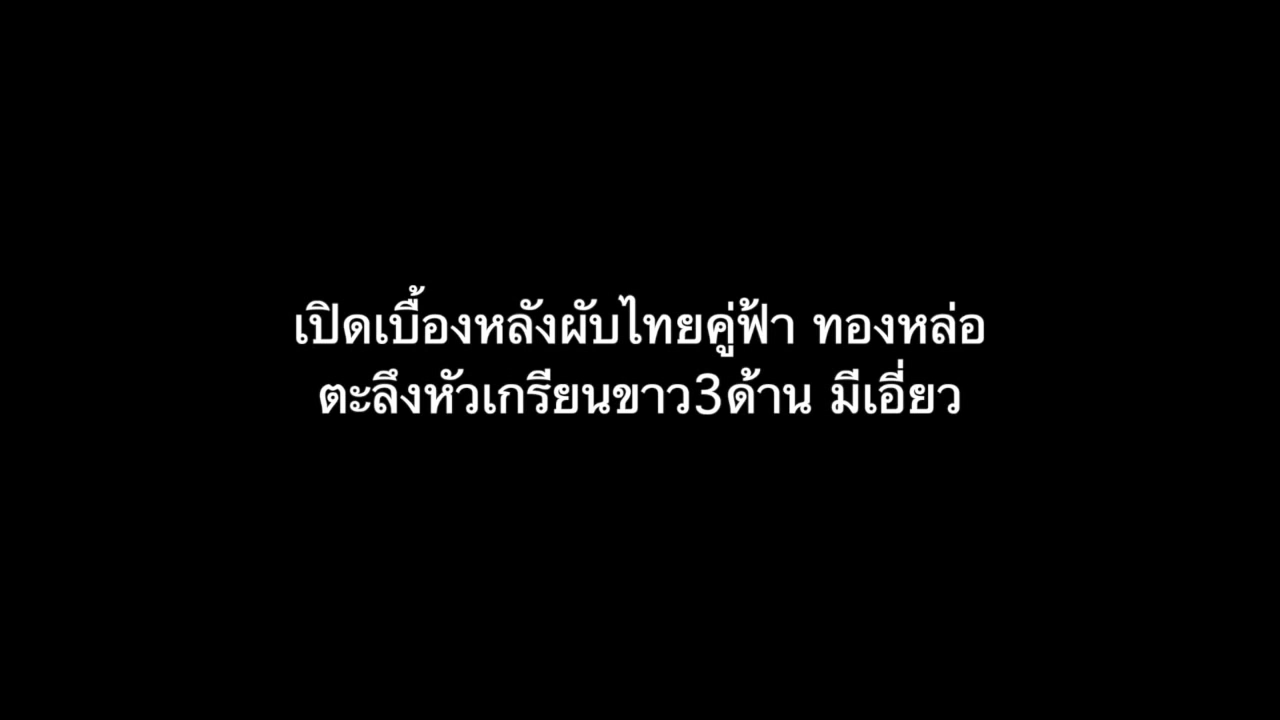 เปิดเบื้องหลังผับไทยคู่ฟ้า ทองหล่อ
ตะลึงหัวเกรียนขาว3ด้าน มีเอี่ยว